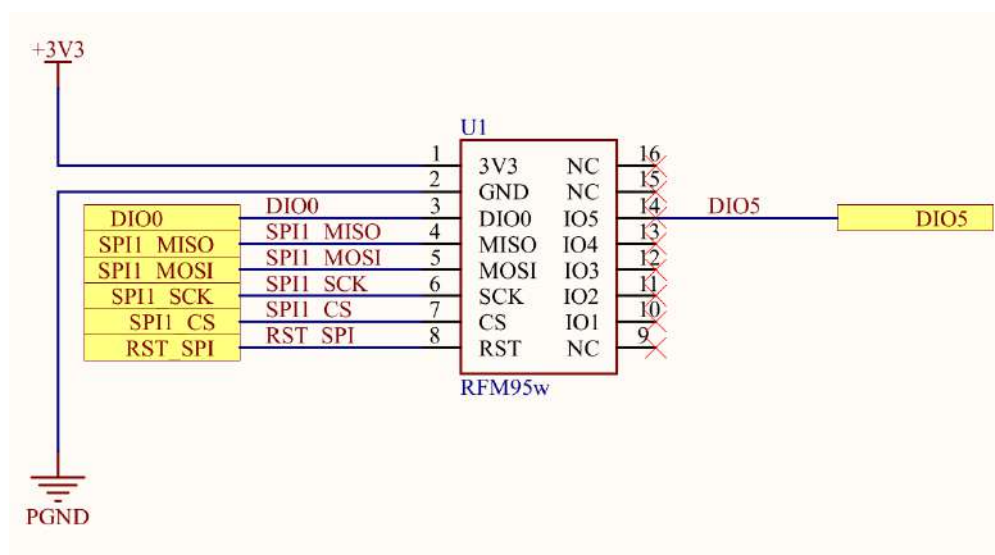 +3V3
U1
1 3V3 NC 16
2 GND NC 15
DIO0 DIO0 3 DIO0 IO5 14 DIO5 DIO5
SPI1_MISO SPI1_MISO 4 MISO IO4 13
SPI1_MOSI SPI1_MOSI 5 MOSI IO3 12
SPI1_SCK SPI1_SCK 6 SCK IO2 11
SPI1_CS SPI1_CS 7 CS IO1 10
RST_SPI RST_SPI 8 RST NC 9
RFM95w
PGND